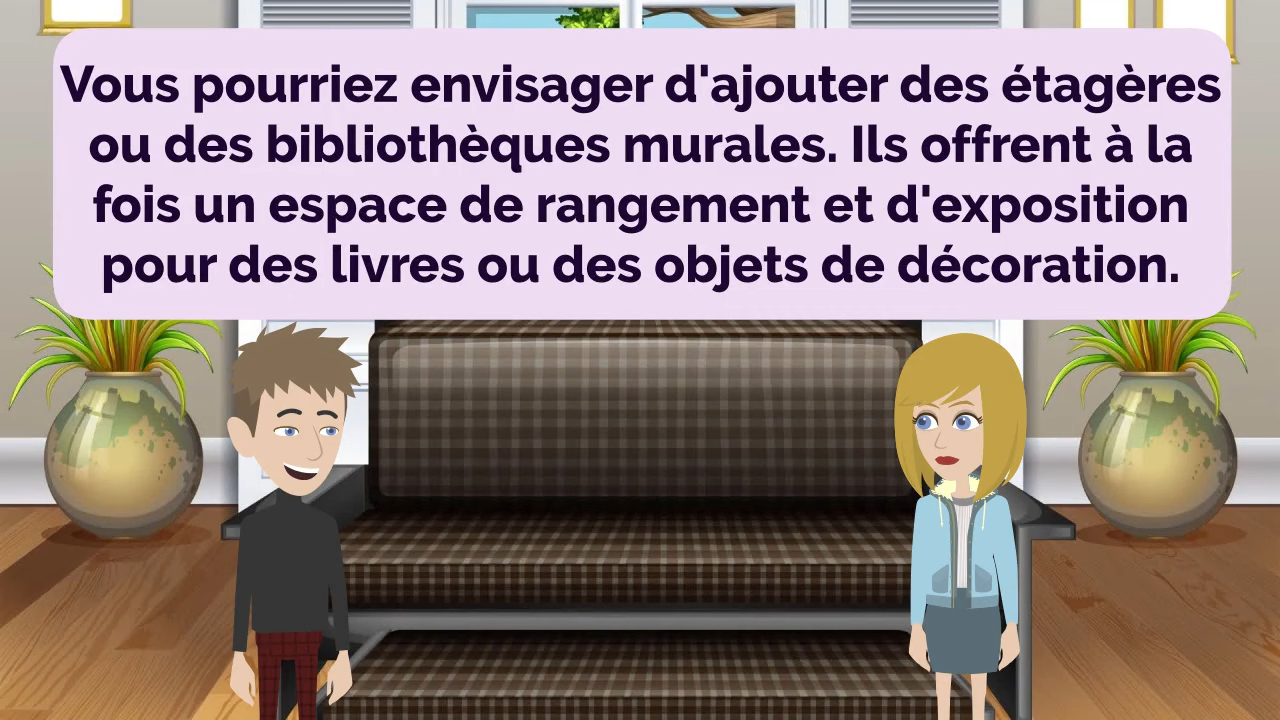 Vous pourriez envisager d'ajouter des étagères
ou des bibliothèques murales. Ils offrent à la
fois un espace de rangement et d'exposition
pour des livres ou des objets de décoration.